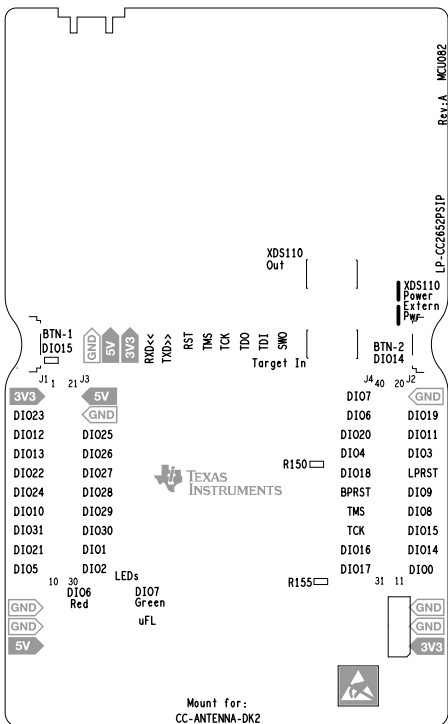 Rev:A MCU082
LP-CC2652PSIP
XDS110
Out
XDS110
Power
Extern
Pwr
BTN-1
DIO15
GND
5V
3V3
RXD<<
TXD>>
RST
TMS
TCK
TDO
TDI
SWO
Target In
BTN-2
DIO14
J1 1 21 J3
J4 40 20 J2
3V3 5V DIO7 GND
DIO23 GND DIO6 DIO19
DIO12 DIO25 DIO20 DIO11
DIO13 DIO26 DIO4 DIO3
DIO22 DIO27 DIO18 LPRST
DIO24 DIO28 BPRST DIO9
DIO10 DIO29 TMS DIO8
DIO31 DIO30 TCK DIO15
DIO21 DIO1 DIO16 DIO14
DIO5 DIO2 DIO17 DIO0
R150
TEXAS
INSTRUMENTS
R155
10 30
31 11
LEDs
DIO6
Red
DIO7
Green
uFL
GND
GND
5V
GND
GND
3V3
Mount for:
CC-ANTENNA-DK2